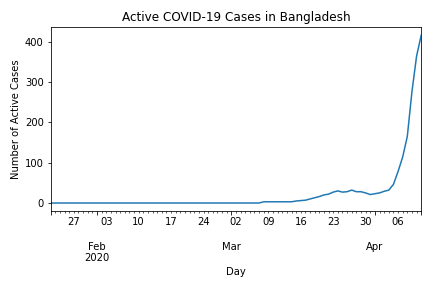 Active COVID-19 Cases in Bangladesh
Number of Active Cases
400
300
200
100
0
27 03 10 17 24 02 09 16 23 30 06
Feb Mar Apr
2020
Day